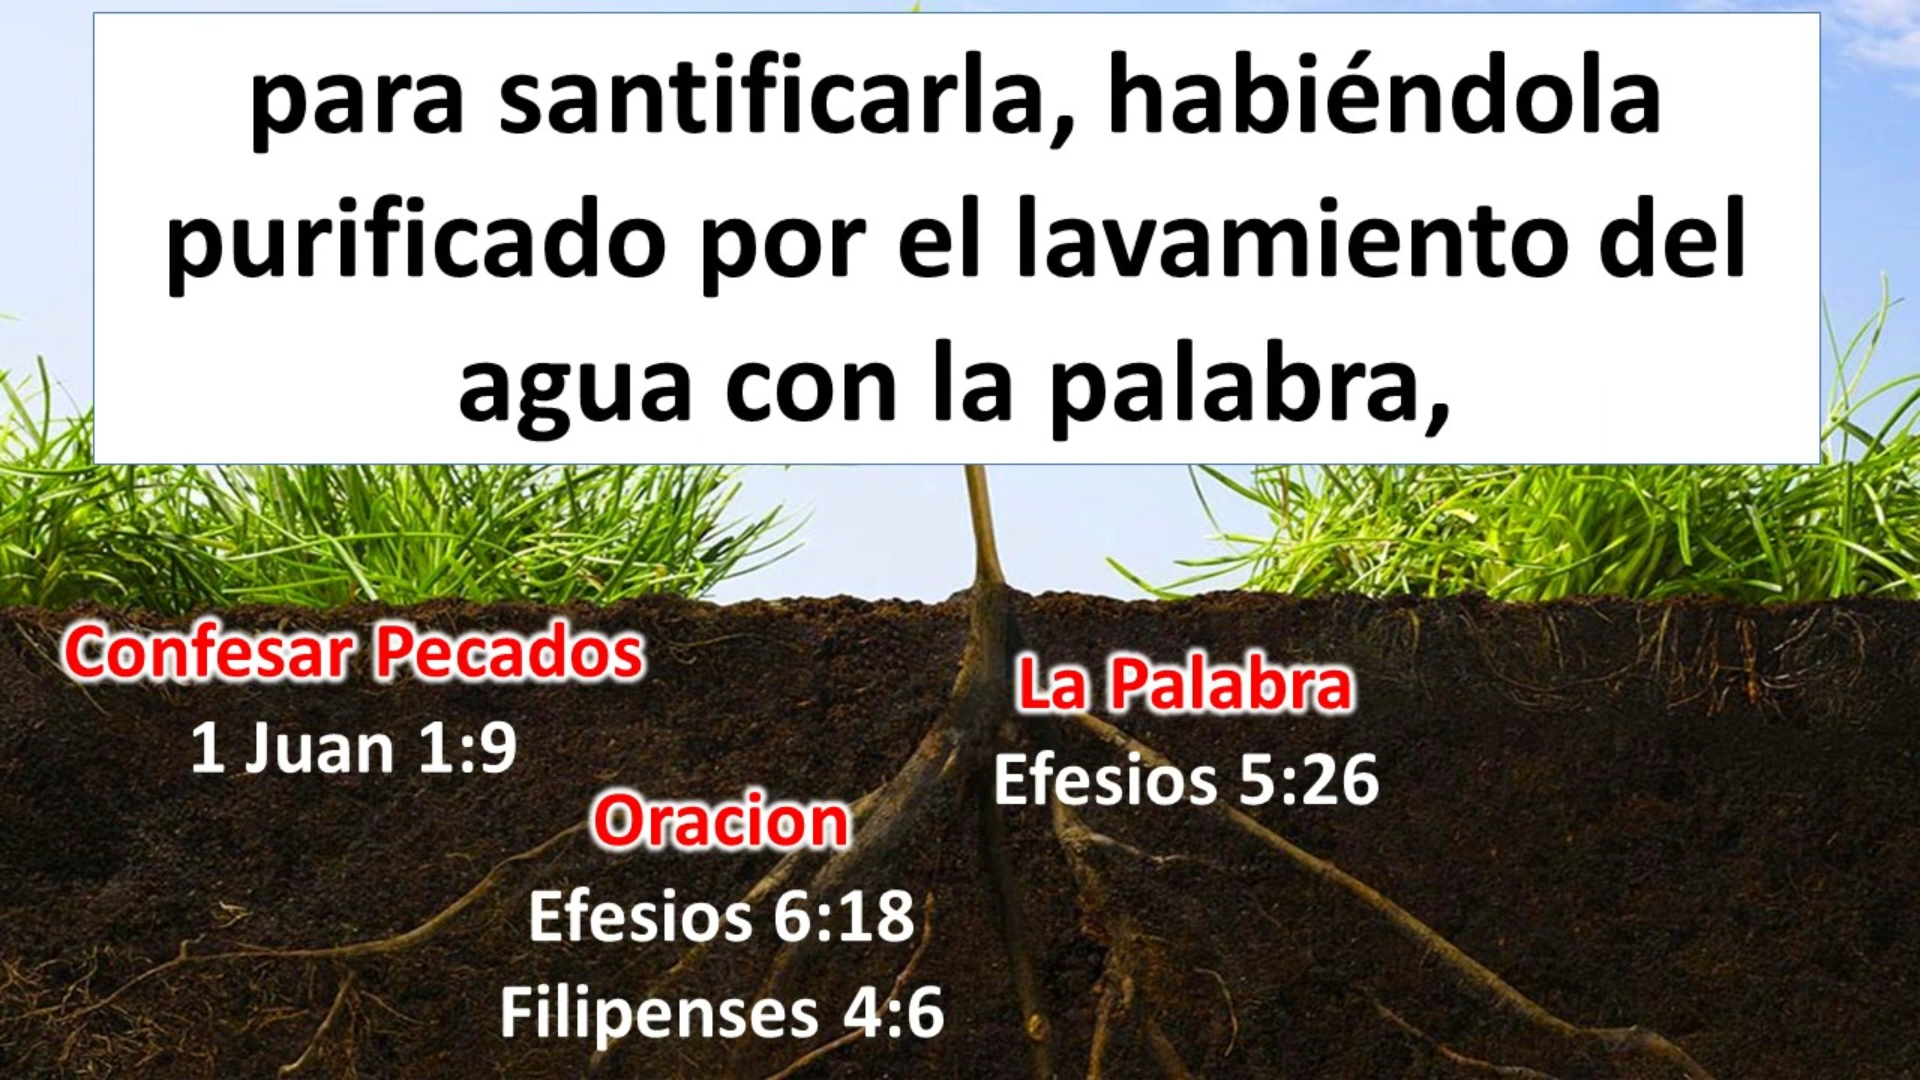 para santificarla, habiéndola
purificado por el lavamiento del
agua con la palabra,
Confesar Pecados
1 Juan 1:9
Oracion
Efesios 6:18
Filipenses 4:6
La Palabra
Efesios 5:26